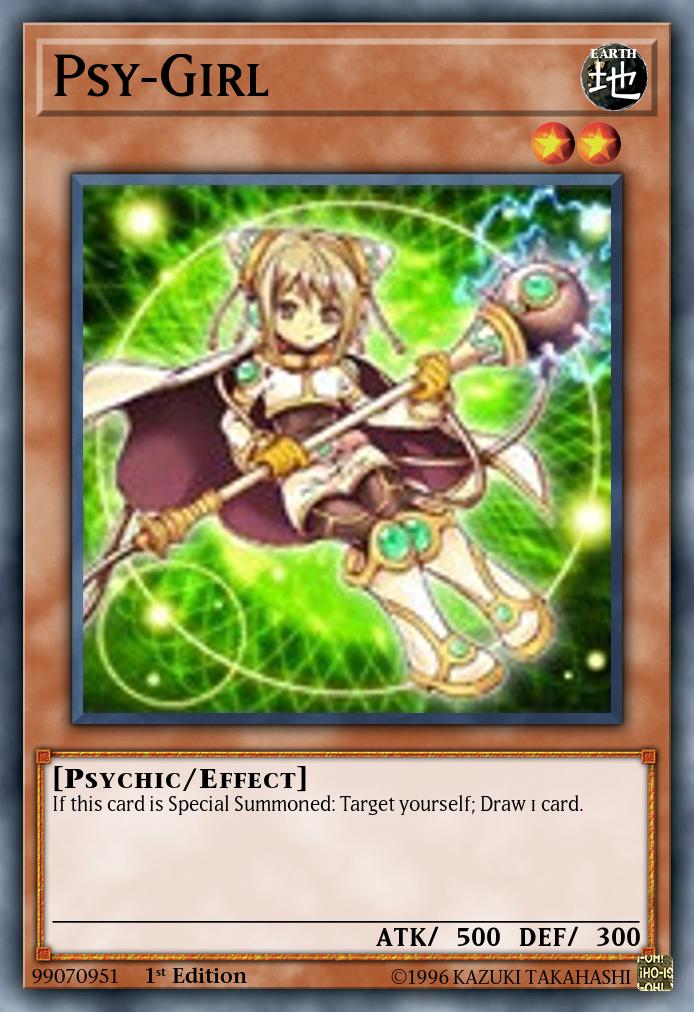 Psy-Girl
EARTH
地
[Psychic/Effect]
If this card is Special Summoned: Target yourself; Draw 1 card.
ATK/ 500 DEF/ 300
99070951 1st Edition ©1996 KAZUKI TAKAHASHI